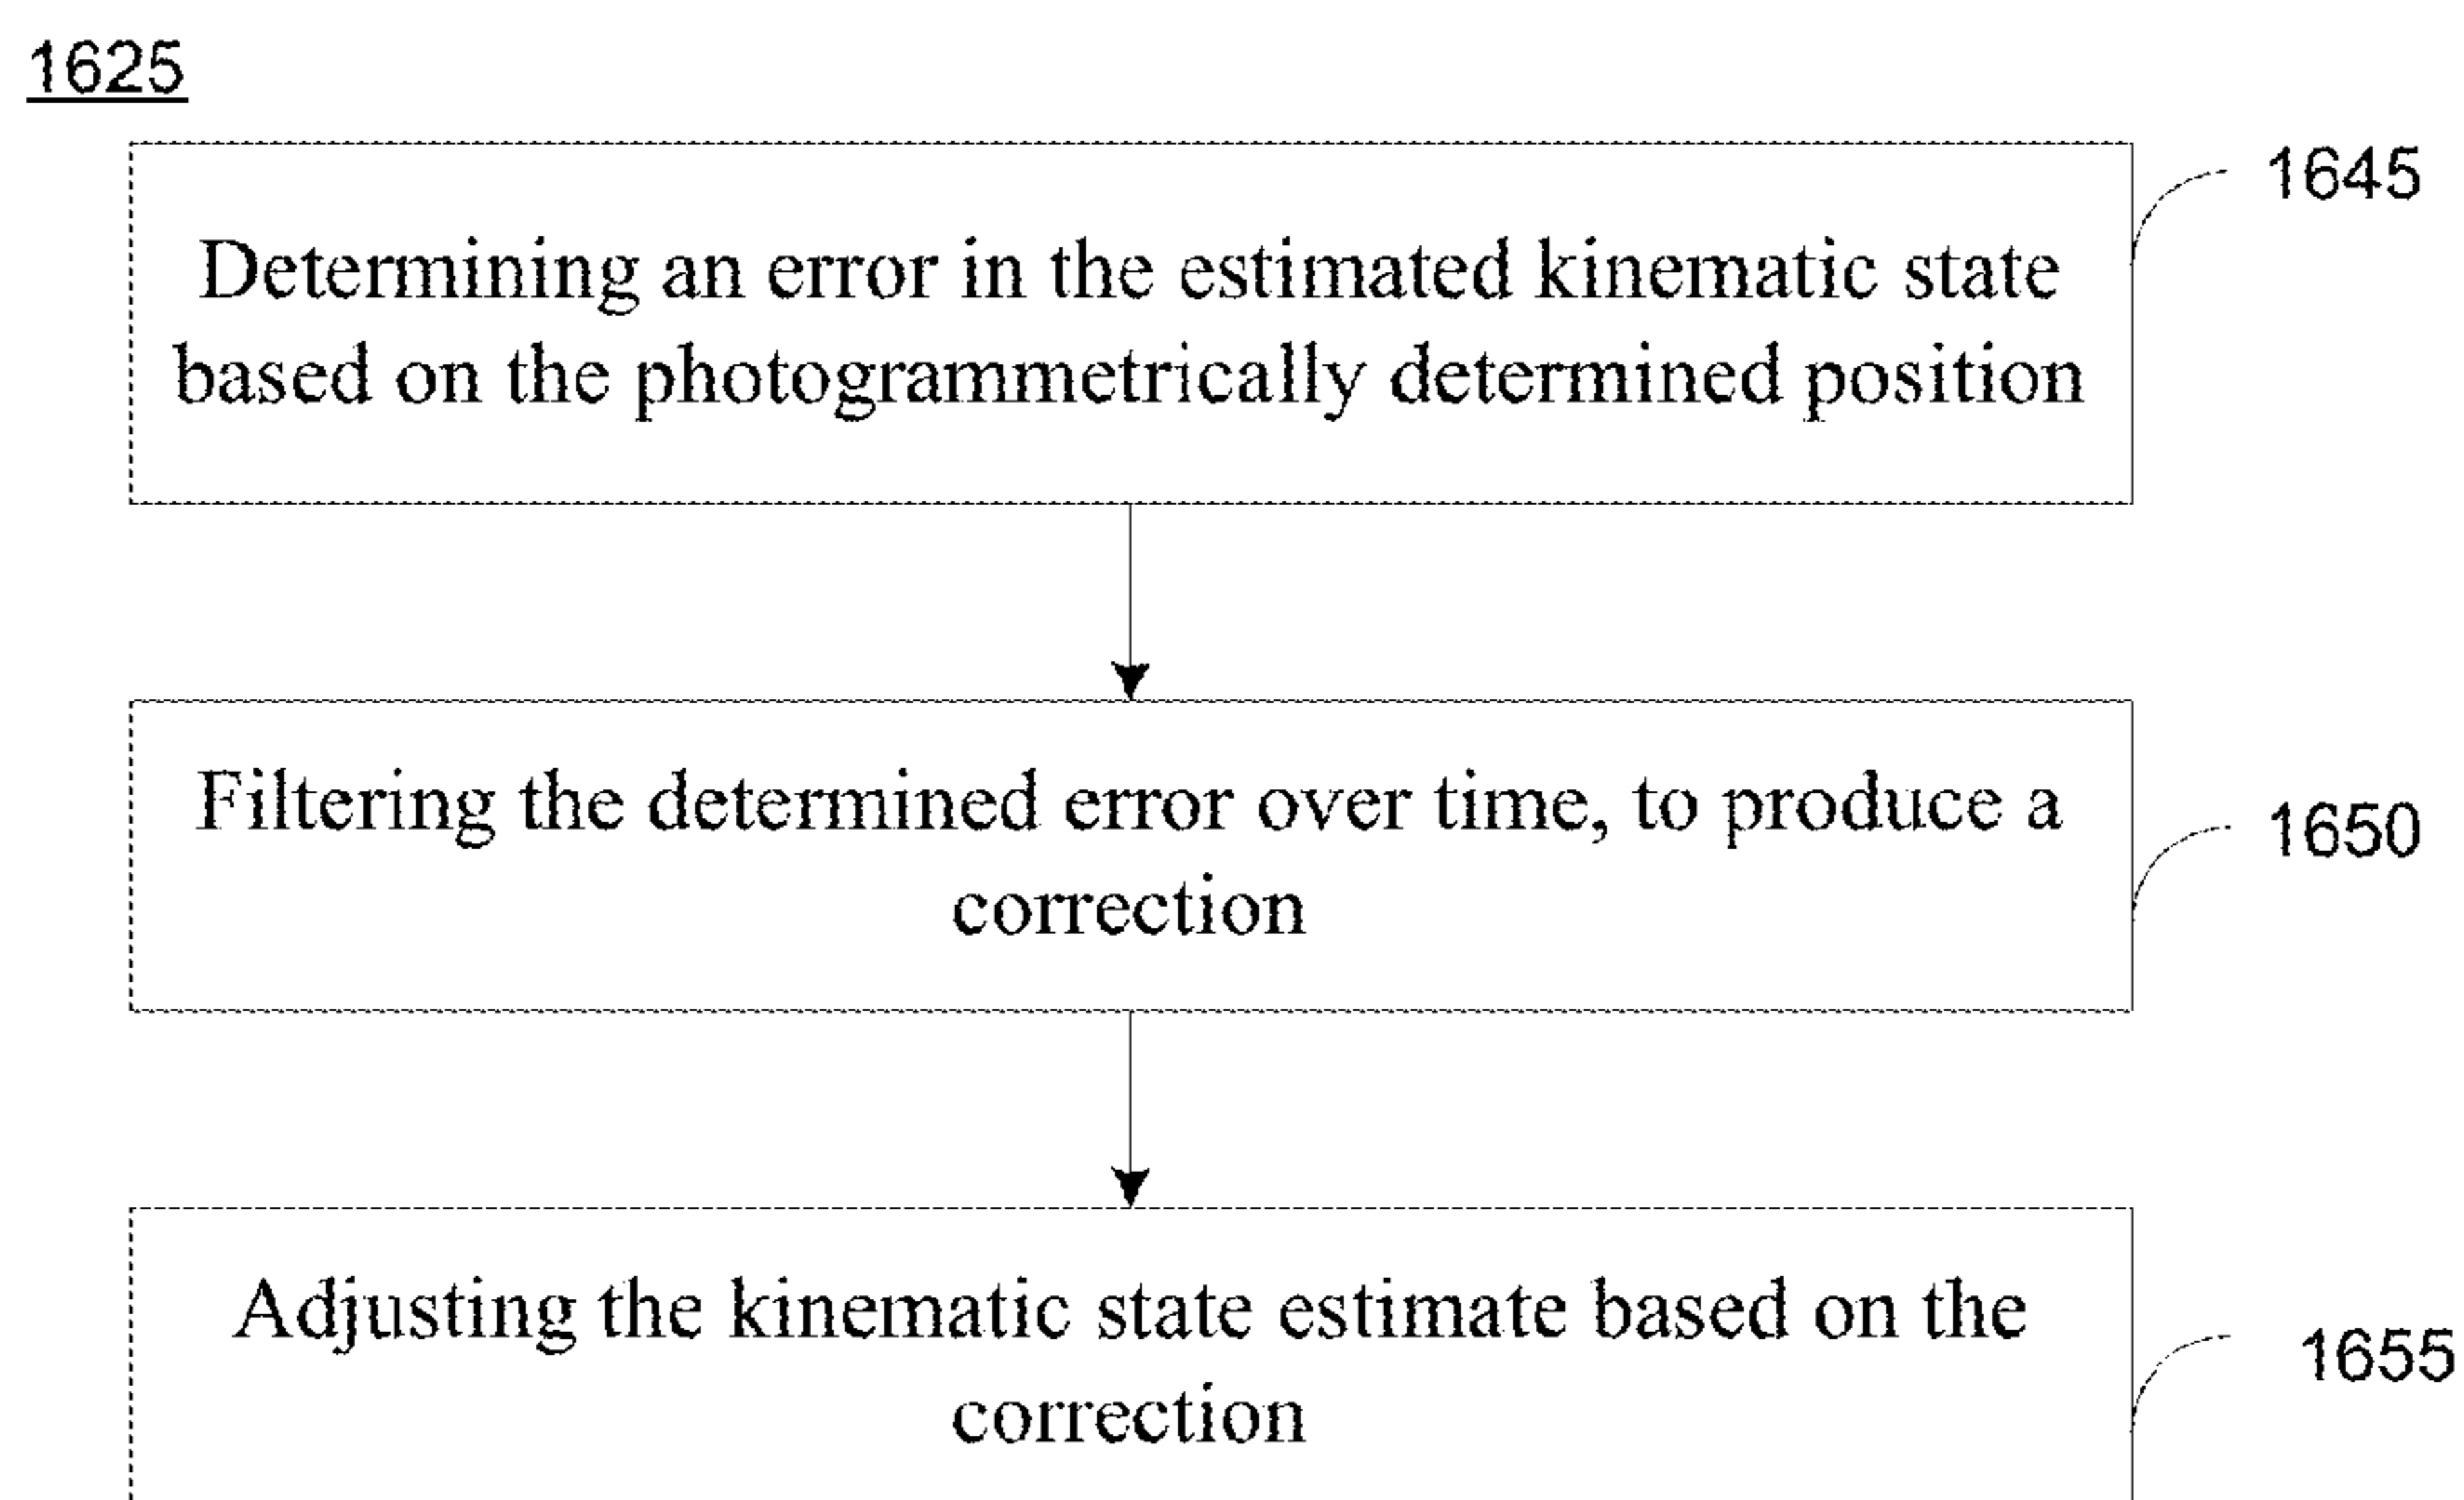 1625
1645
Determining an error in the estimated kinematic state
based on the photogrammetrically determined position
Filtering the determined error over time, to produce a
correction
1650
Adjusting the kinematic state estimate based on the
correction
1655